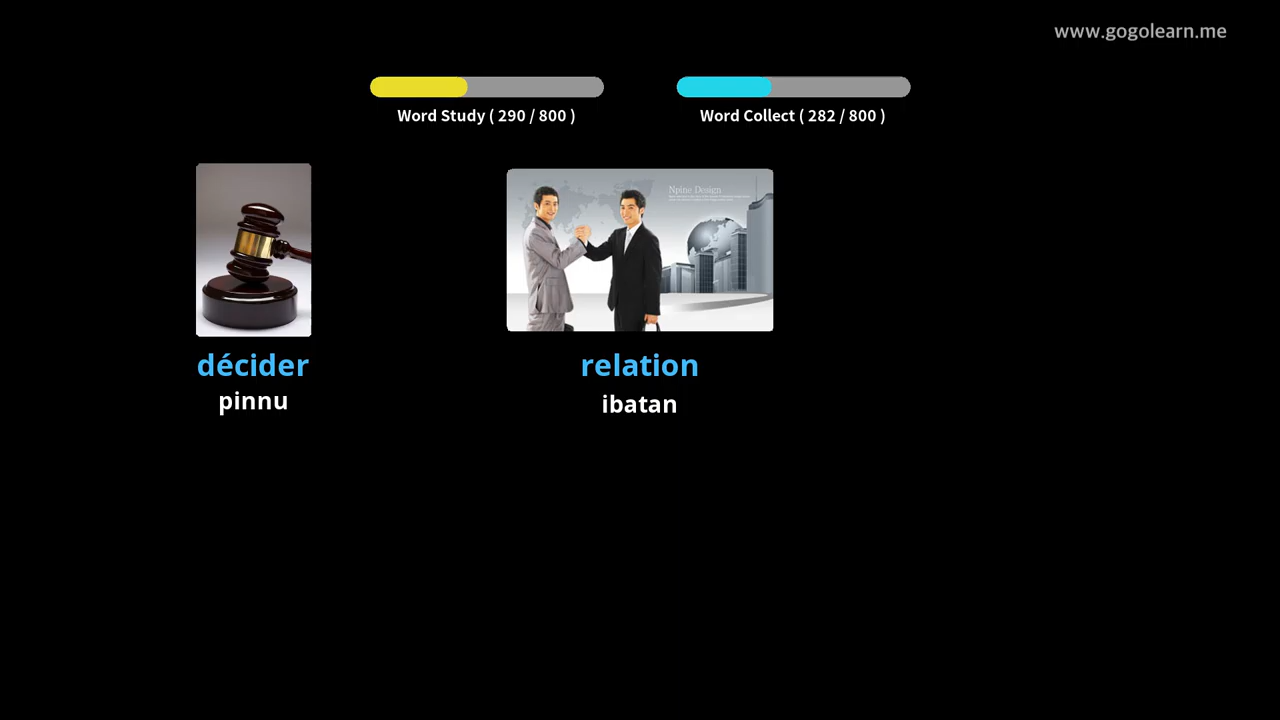 www.gogolearn.me
Word Study ( 290 / 800 )
Word Collect ( 282 / 800 )
Npine Design
décider
relation
pinnu
ibatan